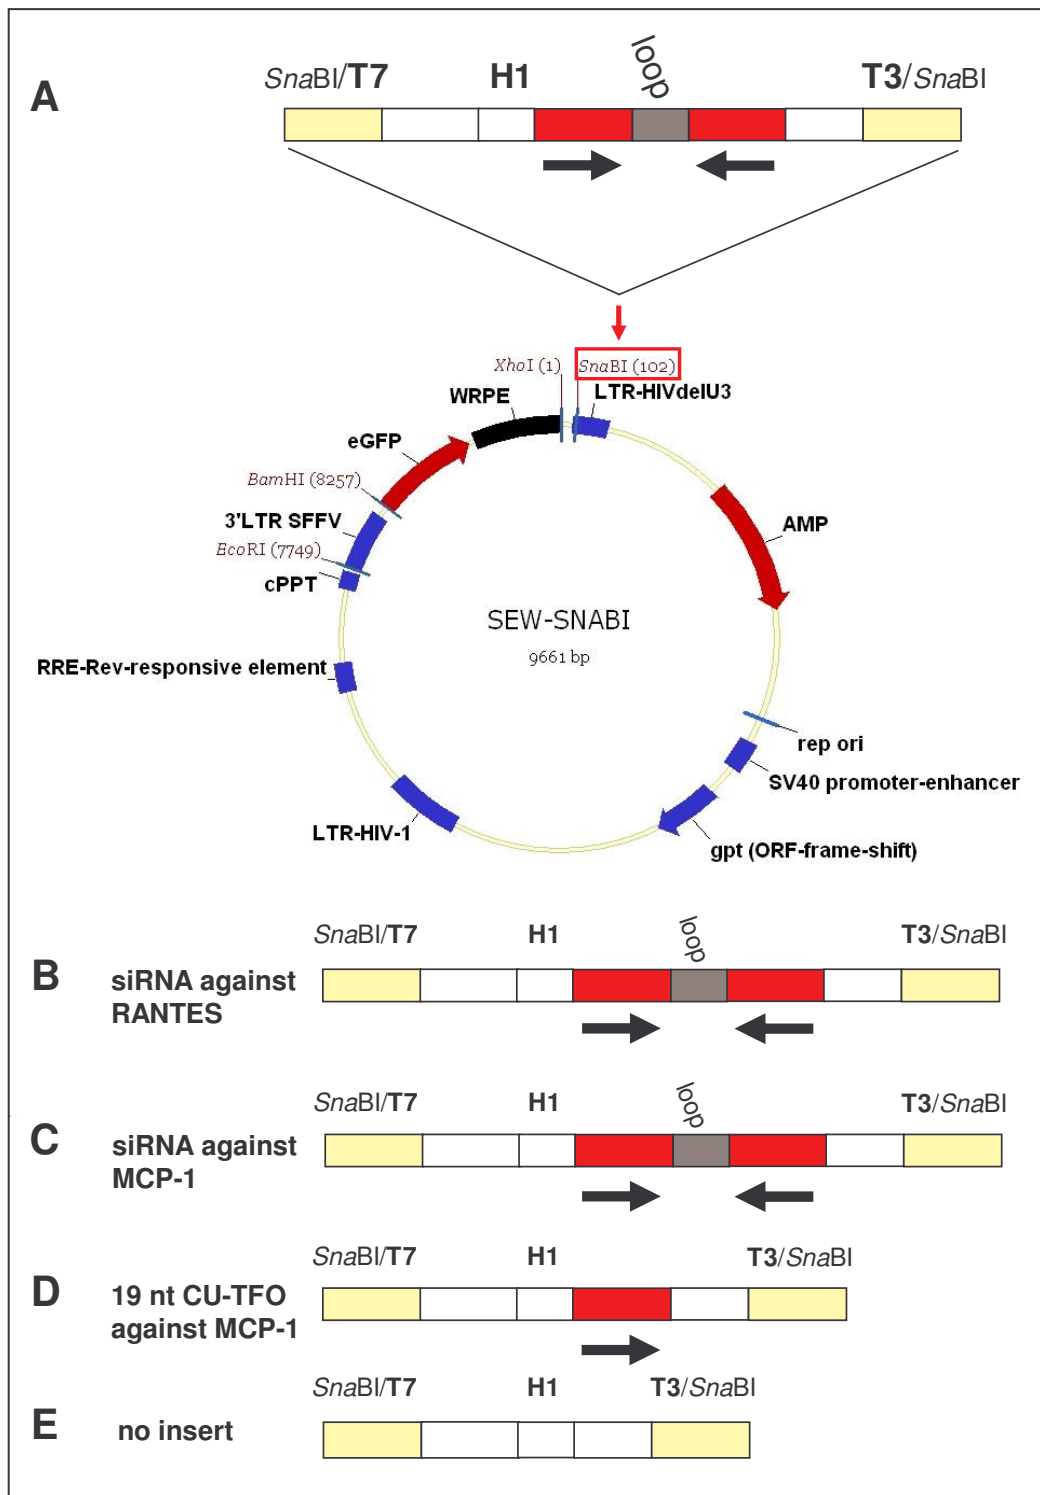 A
SnaBI/T7
H1
loop
T3/SnaBI
XhoI (1)
SnaBI (102)
WRPE
LTR-HIVdelU3
eGFP
BamHI (8257)
3'LTR SFFV
EcoRI (7749)
cPPT
AMP
SEW-SNABI
9661 bp
RRE-Rev-responsive element
rep ori
SV40 promoter-enhancer
LTR-HIV-1
gpt (ORF-frame-shift)
B
siRNA against
RANTES
SnaBI/T7
H1
loop
T3/SnaBI
C
siRNA against
MCP-1
SnaBI/T7
H1
loop
T3/SnaBI
D
19 nt CU-TFO
against MCP-1
SnaBI/T7
H1
T3/SnaBI
E
no insert
SnaBI/T7
H1
T3/SnaBI